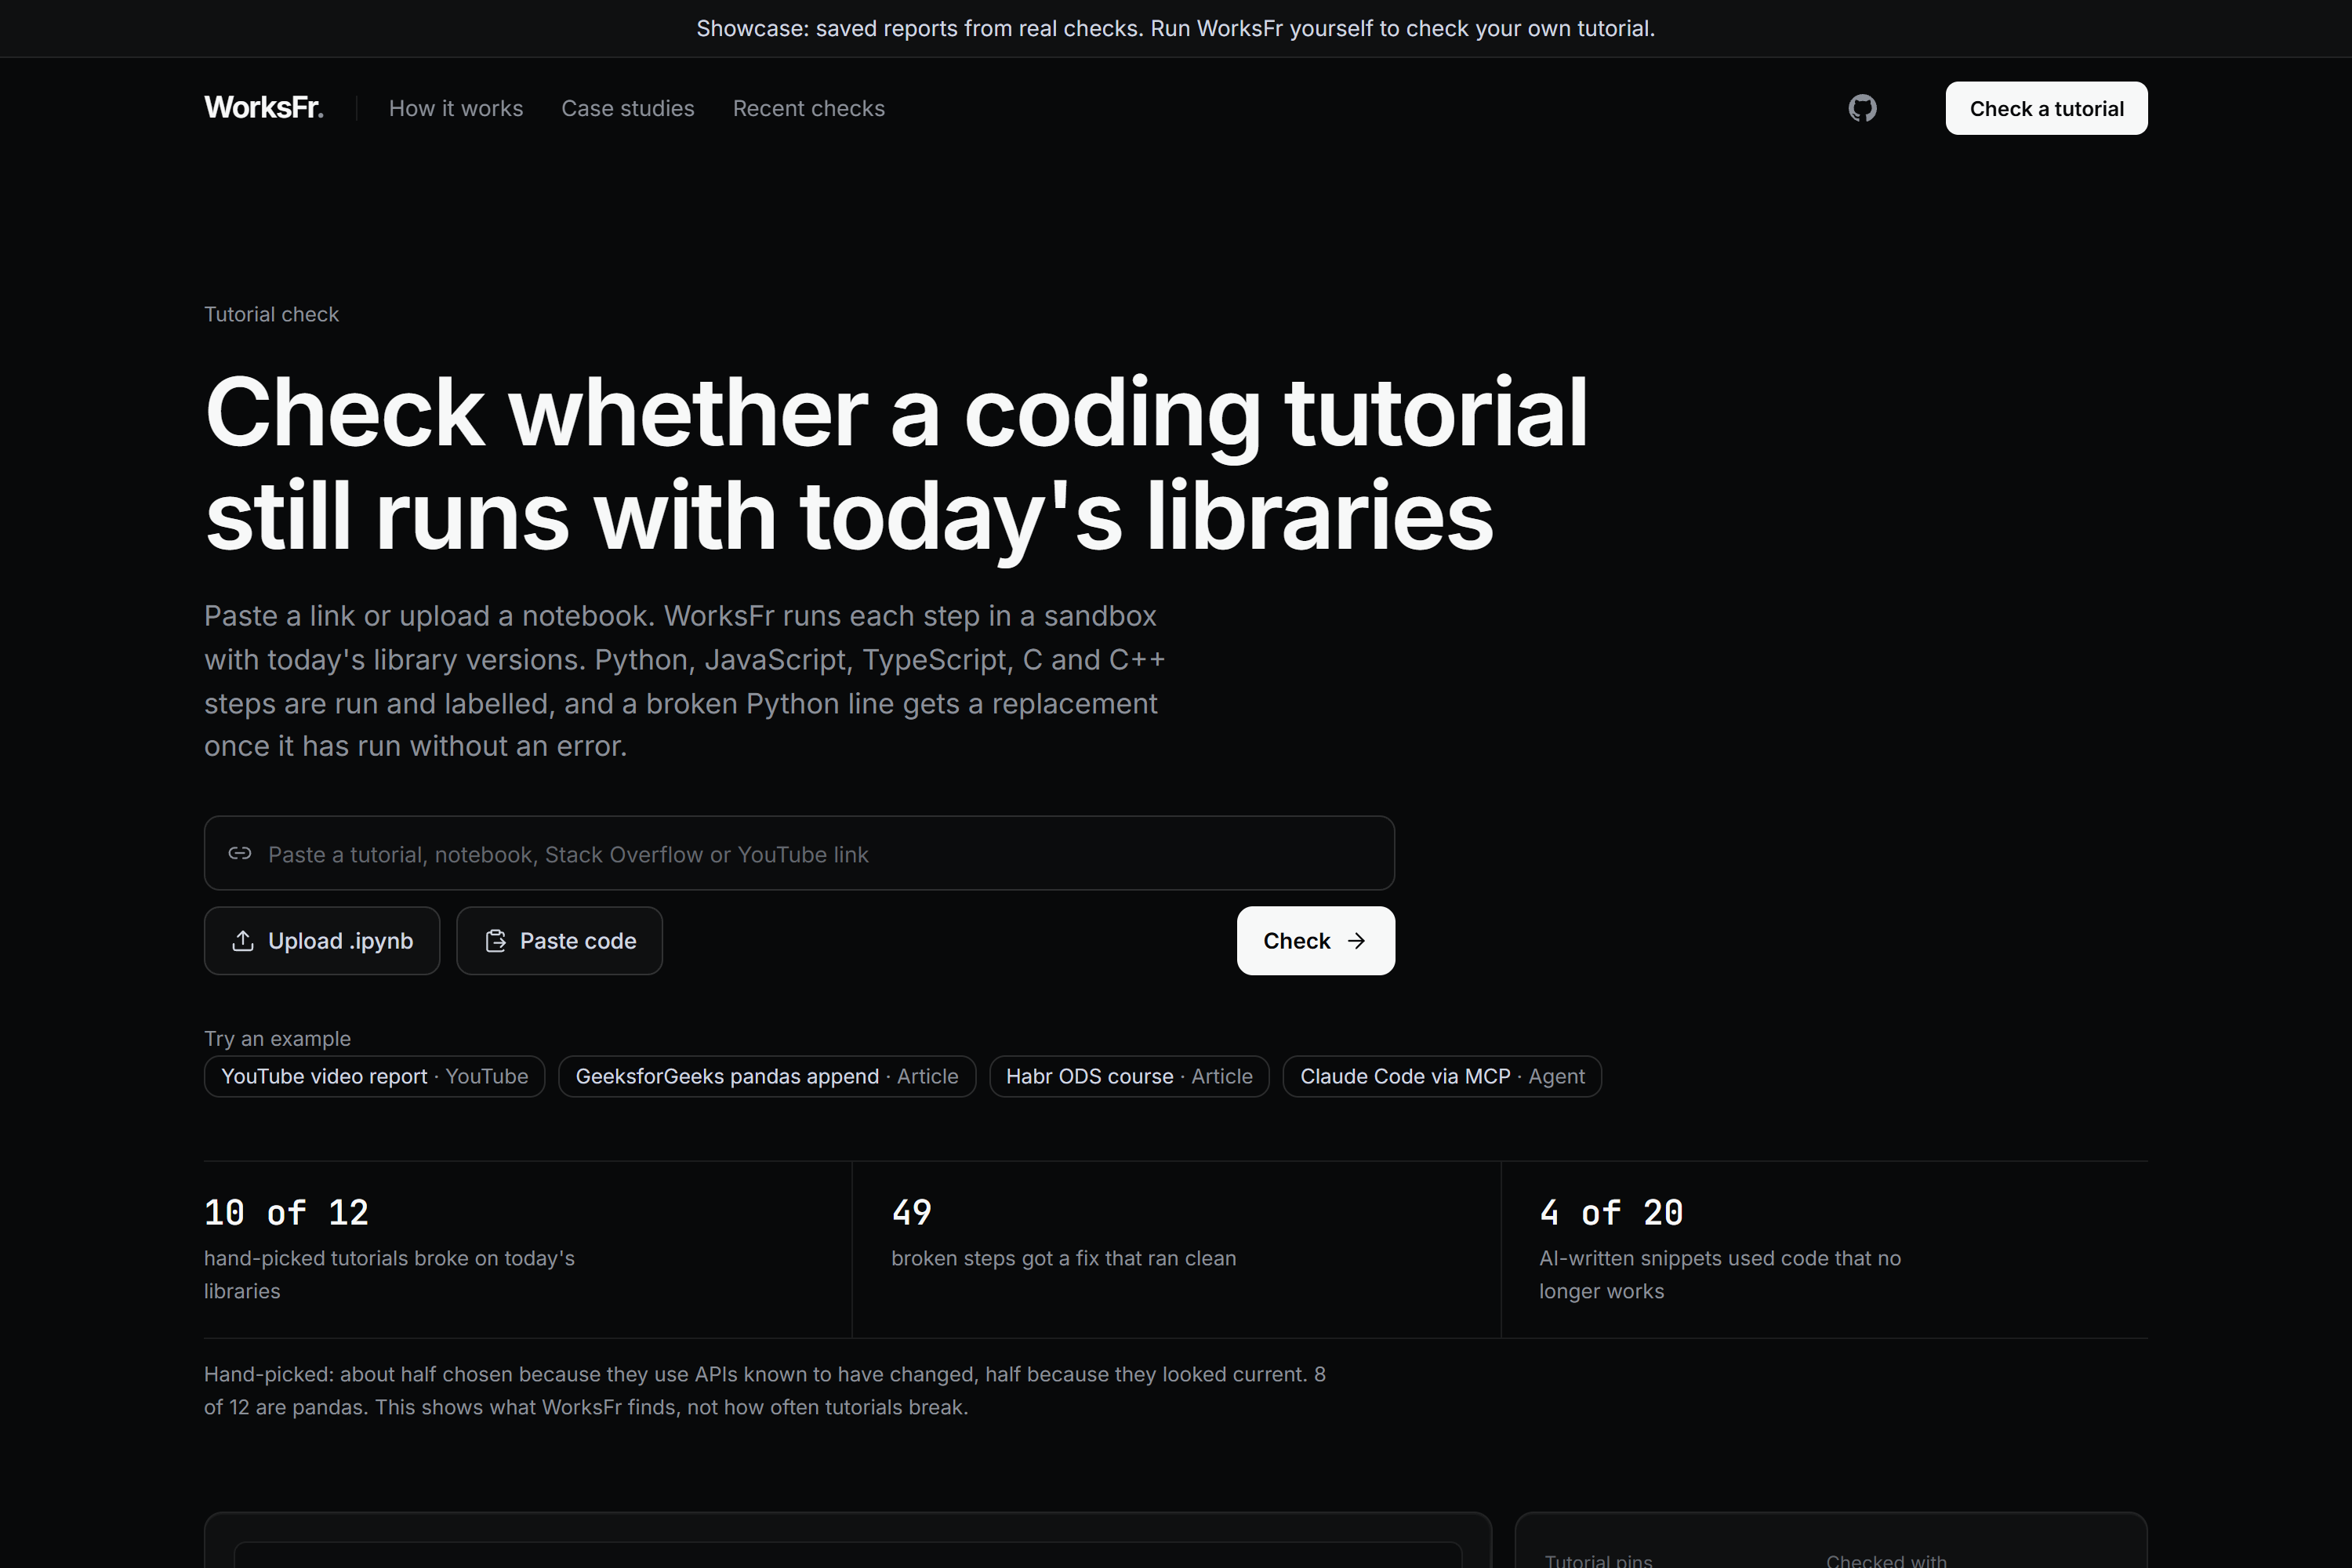 Showcase: saved reports from real checks. Run WorksFr yourself to check your own tutorial.
WorksFr.
How it works
Case studies
Recent checks
Check a tutorial
Tutorial check
Check whether a coding tutorial
still runs with today's libraries
Paste a link or upload a notebook. WorksFr runs each step in a sandbox
with today's library versions. Python, JavaScript, TypeScript, C and C++
steps are run and labelled, and a broken Python line gets a replacement
once it has run without an error.
Paste a tutorial, notebook, Stack Overflow or YouTube link
Upload .ipynb
Paste code
Check →
Try an example
YouTube video report · YouTube
GeeksforGeeks pandas append · Article
Habr ODS course · Article
Claude Code via MCP · Agent
10 of 12
hand-picked tutorials broke on today's
libraries
49
broken steps got a fix that ran clean
4 of 20
AI-written snippets used code that no
longer works
Hand-picked: about half chosen because they use APIs known to have changed, half because they looked current. 8
of 12 are pandas. This shows what WorksFr finds, not how often tutorials break.
Tutorial pins
Checked with